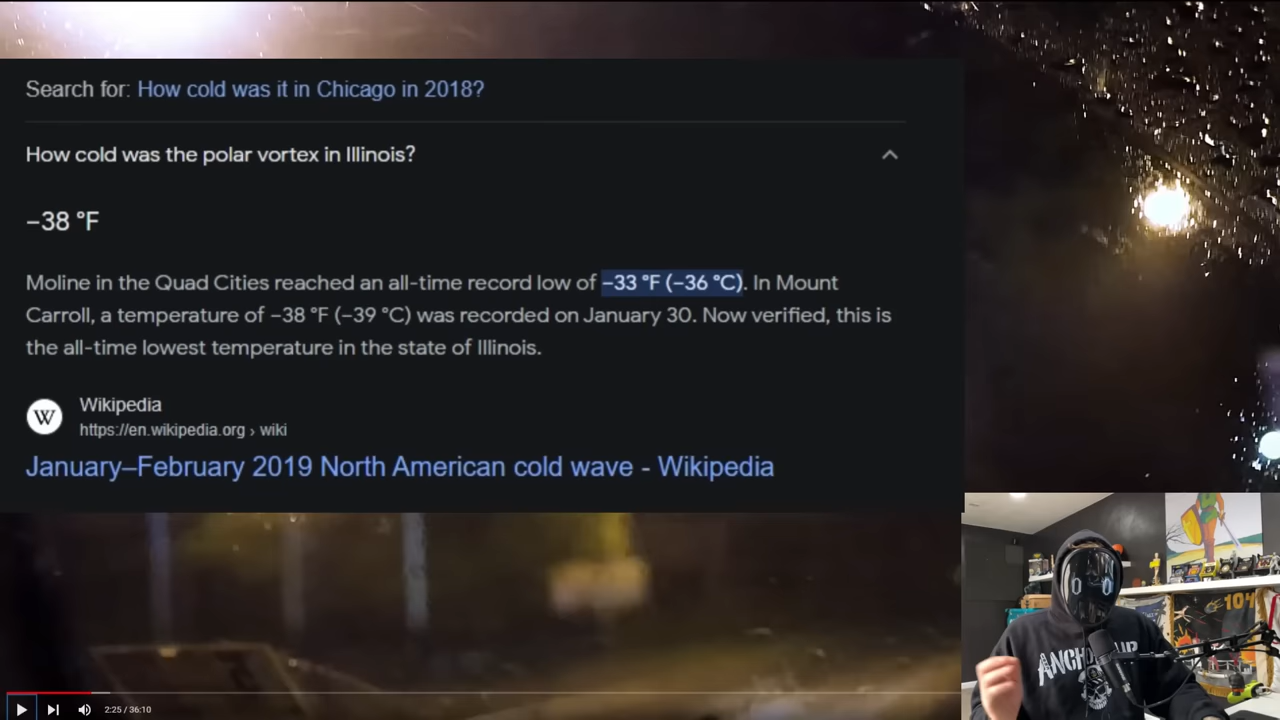 Search for: How cold was it in Chicago in 2018?
How cold was the polar vortex in Illinois?
−38 °F
Moline in the Quad Cities reached an all-time record low of −33 °F (−36 °C). In Mount
Carroll, a temperature of −38 °F (−39 °C) was recorded on January 30. Now verified, this is
the all-time lowest temperature in the state of Illinois.
W
Wikipedia
https://en.wikipedia.org › wiki
January–February 2019 North American cold wave - Wikipedia
104
2:25 / 36:10